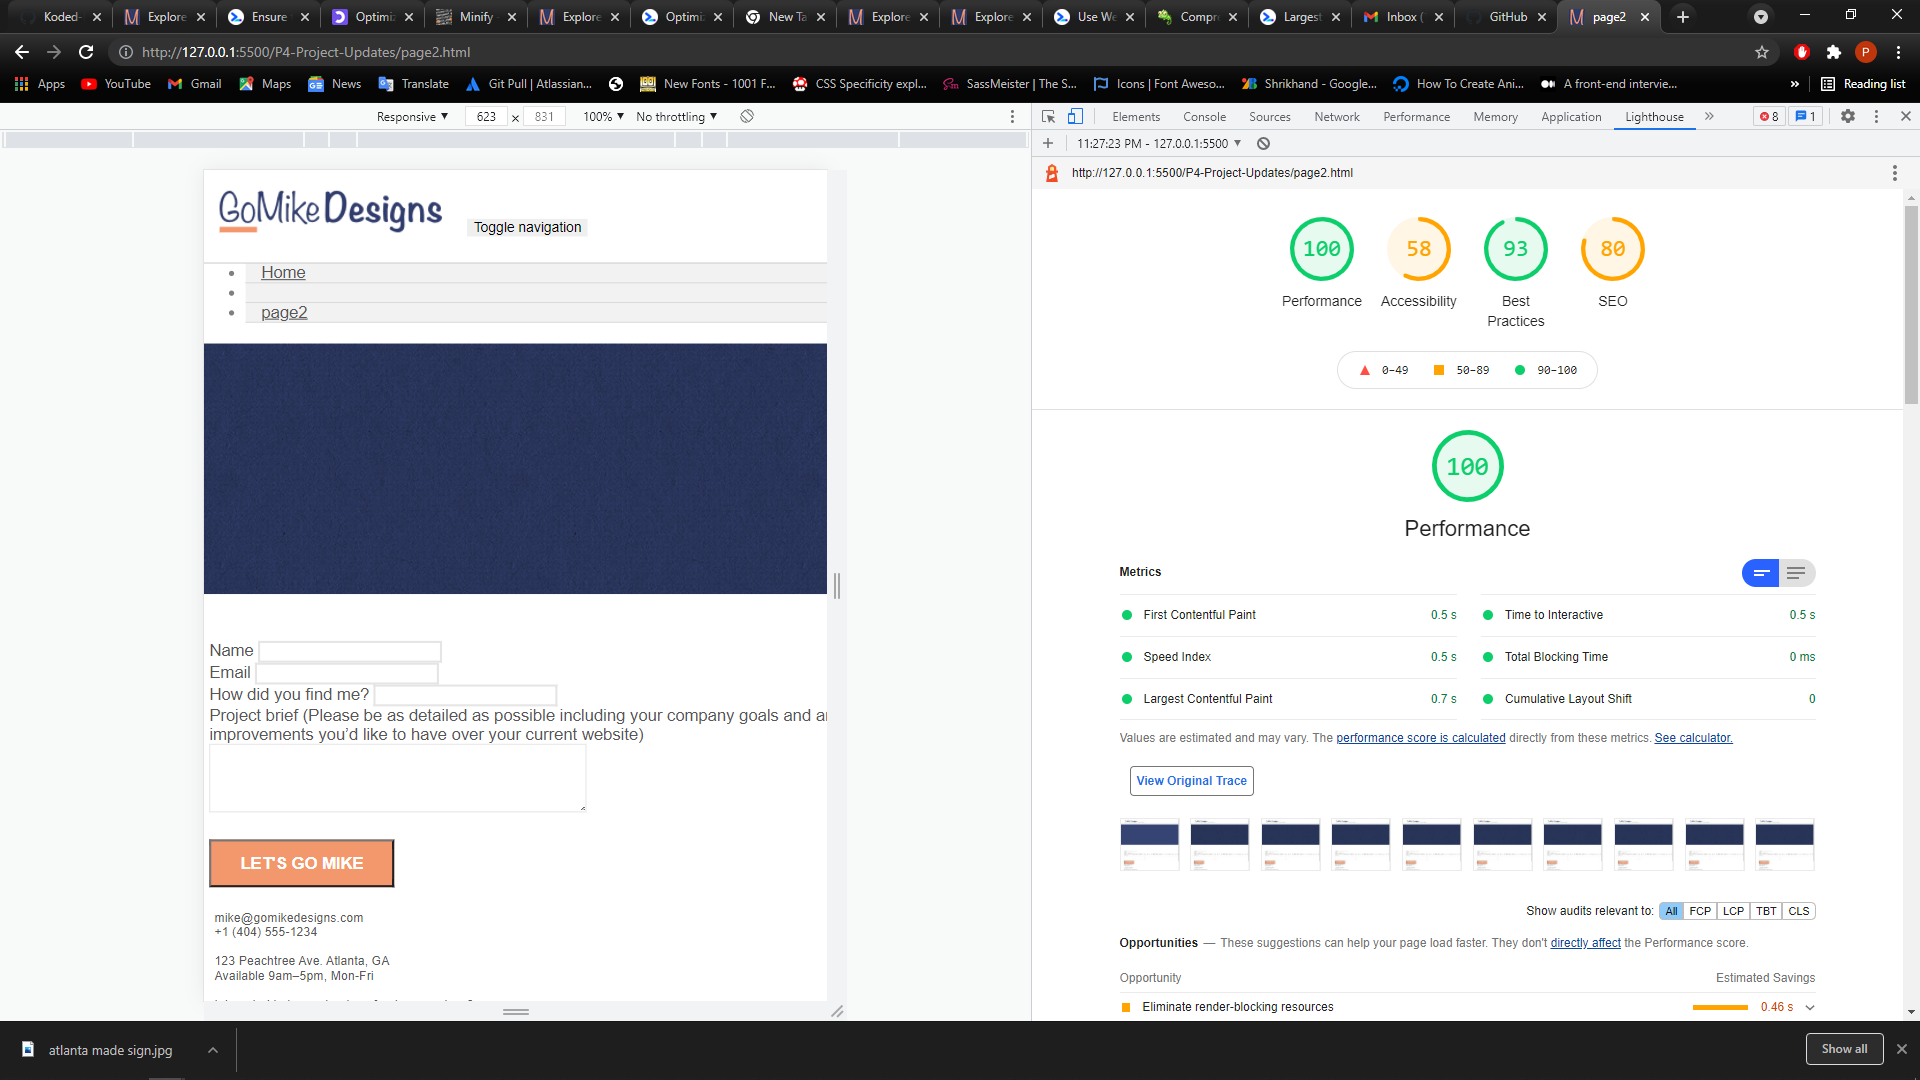 Koded- Explore Ensure Optimiz Minify - Explore Optimiz New Ta Explore Explore Use We Compre Largest Inbox ( GitHub page2
http://127.0.0.1:5500/P4-Project-Updates/page2.html
P
Apps YouTube Gmail Maps News Translate Git Pull | Atlassian... New Fonts - 1001 F... CSS Specificity expl... SassMeister | The S... Icons | Font Aweso... Shrikhand - Google... How To Create Ani... A front-end intervie... » Reading list
Responsive 623 x 831 100% No throttling
Elements Console Sources Network Performance Memory Application Lighthouse » 8 1
11:27:23 PM - 127.0.0.1:5500
http://127.0.0.1:5500/P4-Project-Updates/page2.html
GoMikeDesigns
Toggle navigation
Home
page2
Name
Email
How did you find me?
Project brief (Please be as detailed as possible including your company goals and a
improvements you’d like to have over your current website)
LET'S GO MIKE
mike@gomikedesigns.com
+1 (404) 555-1234
123 Peachtree Ave. Atlanta, GA
Available 9am–5pm, Mon-Fri
100 58 93 80
Performance Accessibility Best Practices SEO
0–49 50–89 90–100
100
Performance
Metrics
First Contentful Paint 0.5 s
Time to Interactive 0.5 s
Speed Index 0.5 s
Total Blocking Time 0 ms
Largest Contentful Paint 0.7 s
Cumulative Layout Shift 0
Values are estimated and may vary. The performance score is calculated directly from these metrics. See calculator.
View Original Trace
Show audits relevant to: All FCP LCP TBT CLS
Opportunities — These suggestions can help your page load faster. They don't directly affect the Performance score.
Opportunity Estimated Savings
Eliminate render-blocking resources 0.46 s
atlanta made sign.jpg
Show all